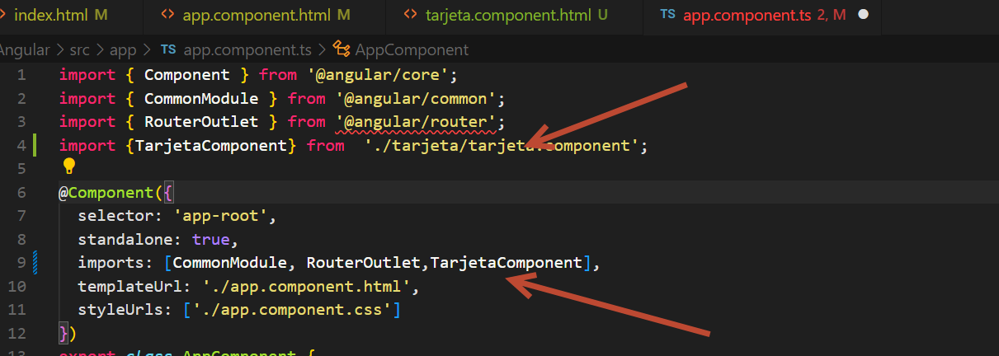 index.html M
<> app.component.html M
<> tarjeta.component.html U
TS app.component.ts 2, M
Angular > src > app > TS app.component.ts > AppComponent
1 import { Component } from '@angular/core';
2 import { CommonModule } from '@angular/common';
3 import { RouterOutlet } from '@angular/router';
4 import {TarjetaComponent} from  './tarjeta/tarjeta.component';
5
6 @Component({
7 selector: 'app-root',
8 standalone: true,
9 imports: [CommonModule, RouterOutlet,TarjetaComponent],
10 templateUrl: './app.component.html',
11 styleUrls: ['./app.component.css']
12 })
13 export class AppComponent {